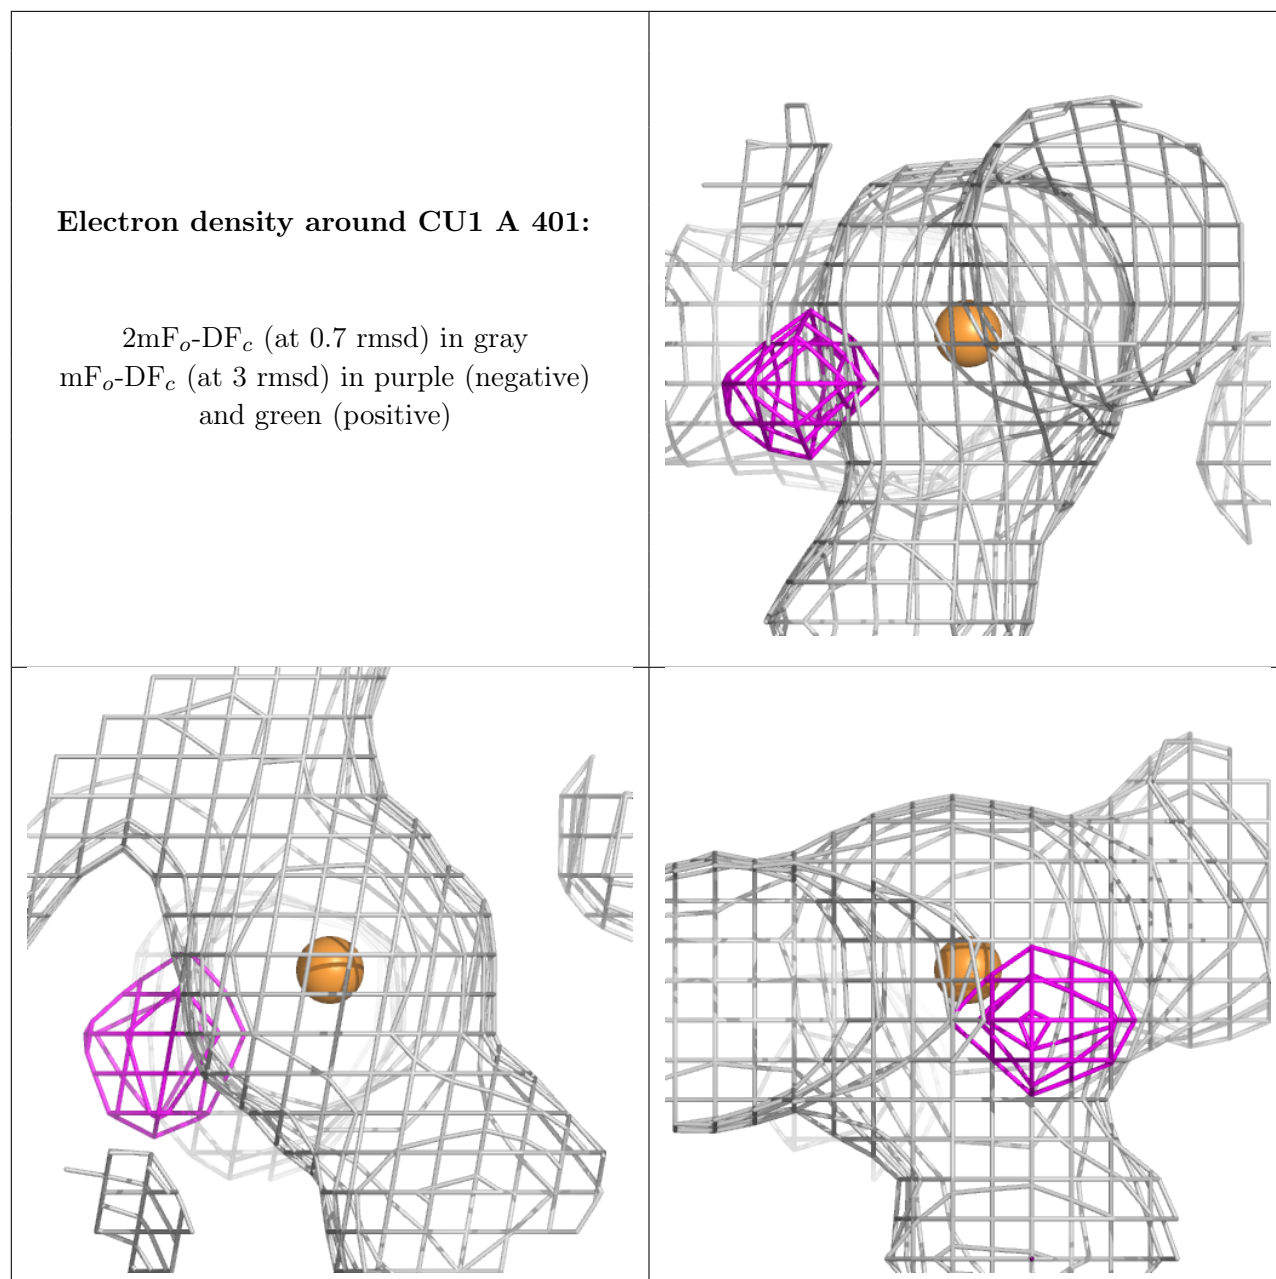 Electron density around CU1 A 401:
2mFo-DFc (at 0.7 rmsd) in gray
mFo-DFc (at 3 rmsd) in purple (negative)
and green (positive)